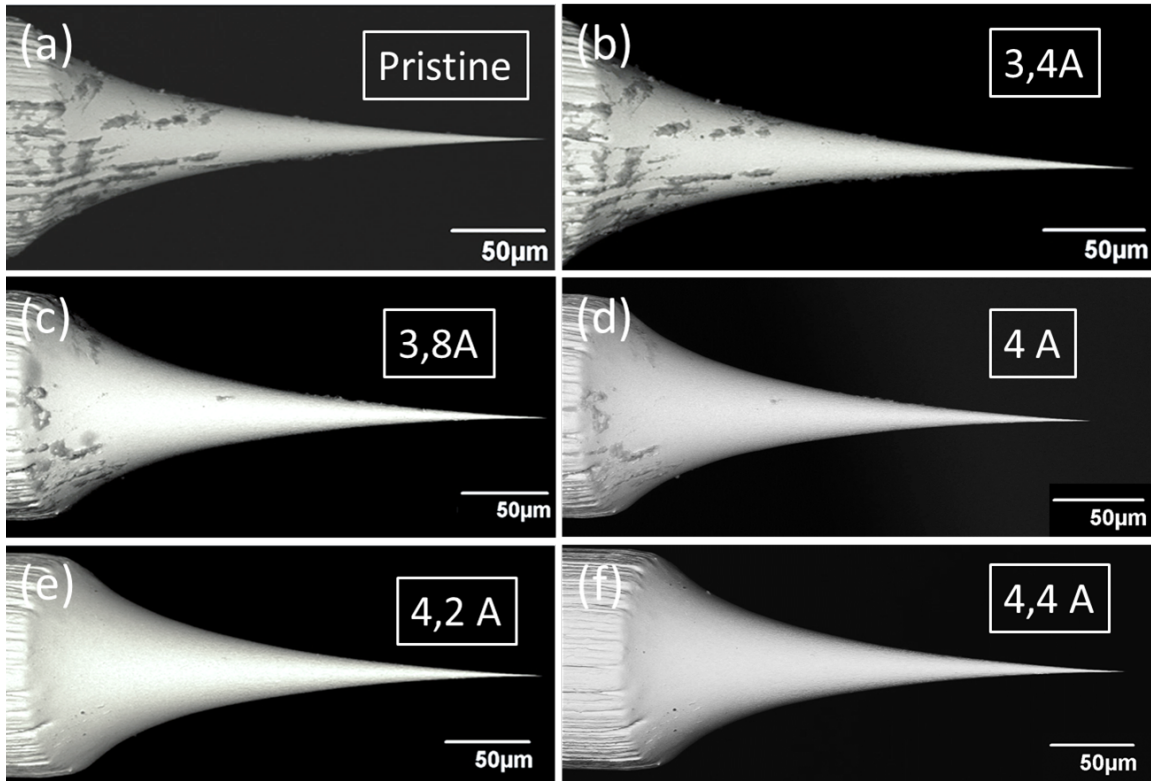 (a)
Pristine
50µm
(b)
3,4A
50µm
(c)
3,8A
50µm
(d)
4 A
50µm
(e)
4,2 A
50µm
(f)
4,4 A
50µm